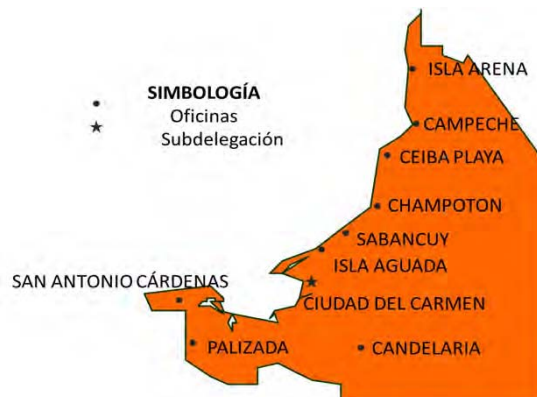 ISLA ARENA
SIMBOLOGÍA
Oficinas
Subdelegación
CAMPECHE
CEIBA PLAYA
CHAMPOTON
SABANCUY
ISLA AGUADA
SAN ANTONIO CÁRDENAS
CIUDAD DEL CARMEN
PALIZADA
CANDELARIA